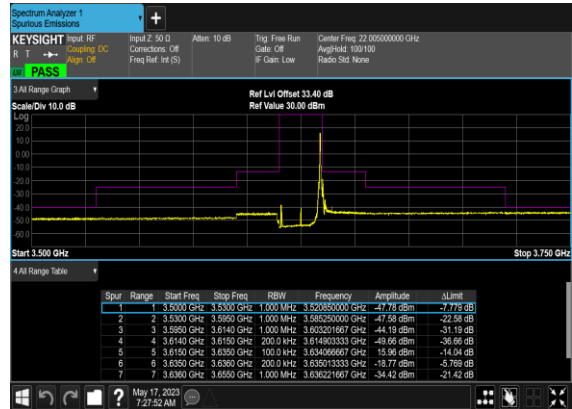 Spectrum Analyzer 1
Spurious Emissions
+
KEYSIGHT Input: RF Input Z: 50 Ω Atten: 10 dB Trig: Free Run Center Freq: 22.005000000 GHz
R T Coupling: DC Corrections: Off Gate: Off Avg|Hold: 100/100
Align: Off Freq Ref: Int (S) IF Gain: Low Radio Std: None
PASS
3 All Range Graph
Ref Lvl Offset 33.40 dB
Scale/Div 10.0 dB Ref Value 30.00 dBm
Log
20.0
10.0
0.00
-10.0
-20.0
-30.0
-40.0
-50.0
-60.0
Start 3.500 GHz Stop 3.750 GHz
4 All Range Table
Spur Range Start Freq Stop Freq RBW Frequency Amplitude ΔLimit
1 1 3.5000 GHz 3.5300 GHz 1.000 MHz 3.520850000 GHz -47.78 dBm -7.779 dB
2 2 3.5300 GHz 3.5950 GHz 1.000 MHz 3.585250000 GHz -47.58 dBm -22.58 dB
3 3 3.5950 GHz 3.6140 GHz 1.000 MHz 3.603201667 GHz -44.19 dBm -31.19 dB
4 4 3.6140 GHz 3.6150 GHz 200.0 kHz 3.614903333 GHz -49.66 dBm -36.66 dB
5 5 3.6150 GHz 3.6350 GHz 100.0 kHz 3.634066667 GHz 15.96 dBm -14.04 dB
6 6 3.6350 GHz 3.6360 GHz 200.0 kHz 3.635013333 GHz -18.77 dBm -5.769 dB
7 7 3.6360 GHz 3.6550 GHz 1.000 MHz 3.636221667 GHz -34.42 dBm -21.42 dB
? May 17, 2023
7:27:52 AM